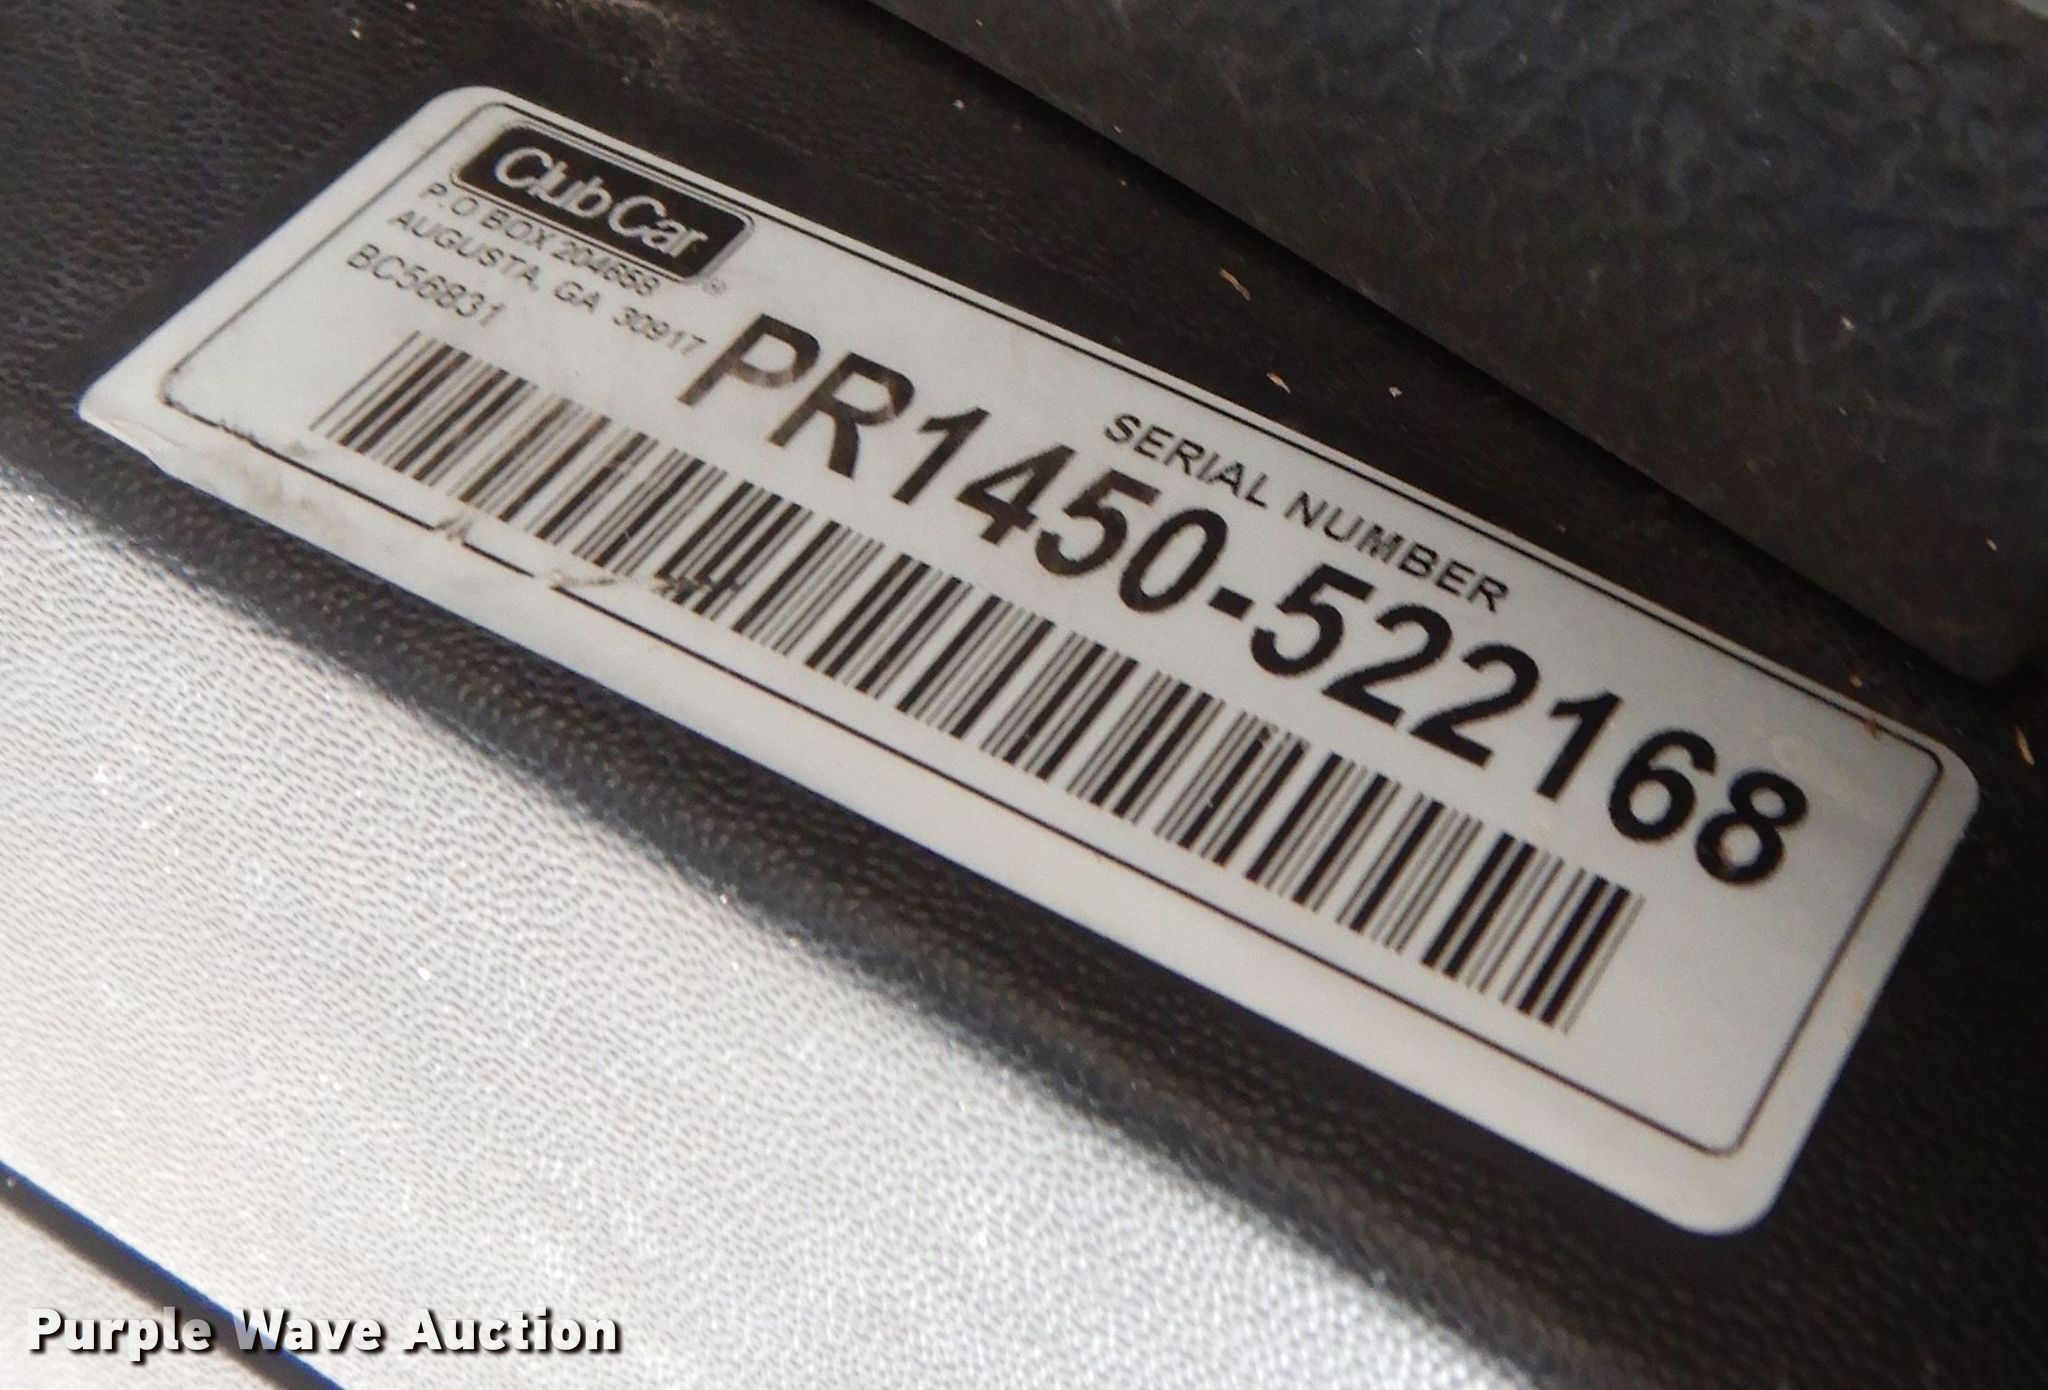 Club Car
P.O BOX 204658
AUGUSTA, GA 30917
BC56831
SERIAL NUMBER
PR1450-522168
Purple Wave Auction